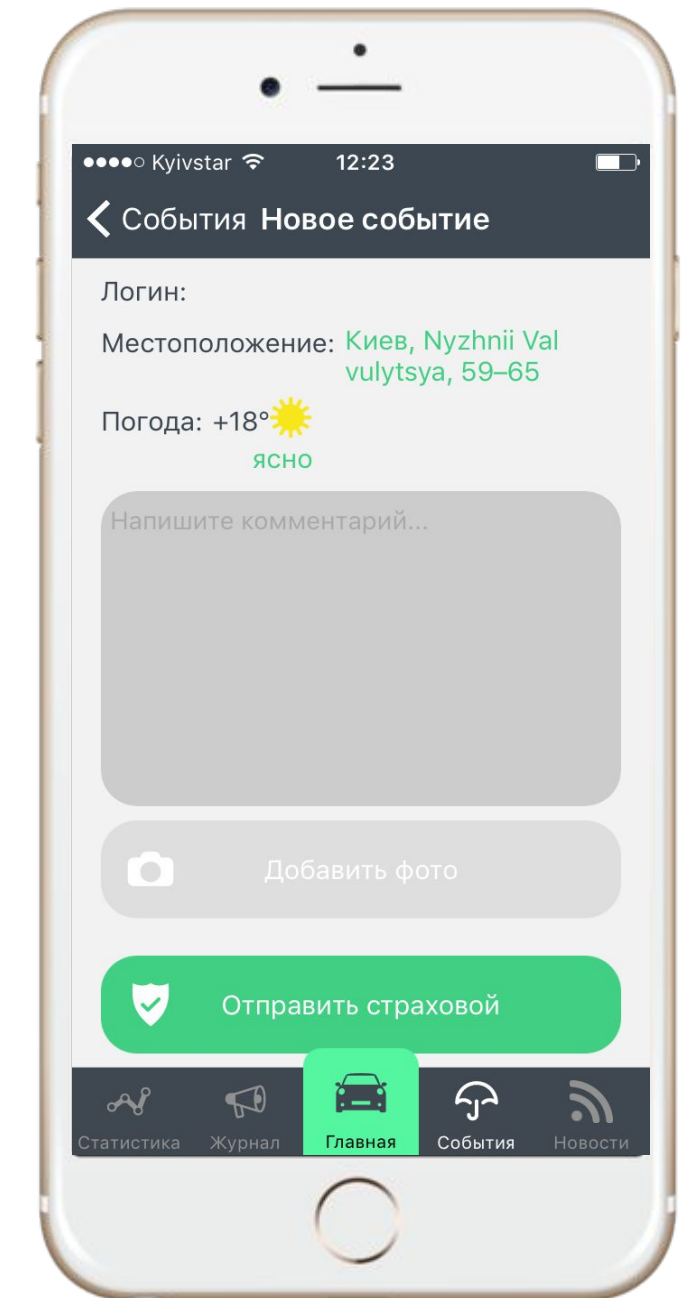 Kyivstar 12:23
События Новое событие
Логин:
Местоположение: Киев, Nyzhnii Val
vulytsya, 59–65
Погода: +18°
ясно
Напишите комментарий...
Добавить фото
Отправить страховой
Статистика Журнал Главная События Новости